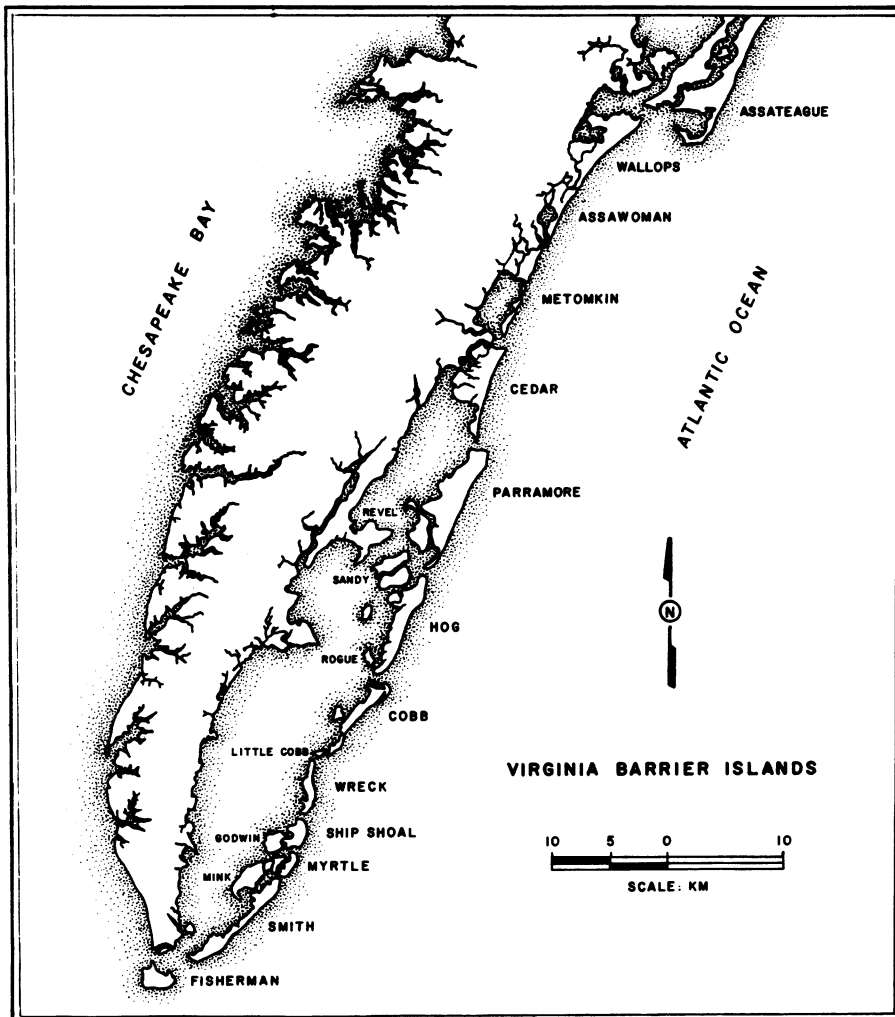 ASSATEAGUE
WALLOPS
ASSAWOMAN
CHESAPEAKE BAY
METOMKIN
ATLANTIC OCEAN
CEDAR
PARRAMORE
REVEL
SANDY
N
HOG
ROGUE
COBB
LITTLE COBB
VIRGINIA BARRIER ISLANDS
WRECK
SHIP SHOAL
GODWIN
MYRTLE
MINK
10 5 0 10
SCALE: KM
SMITH
FISHERMAN